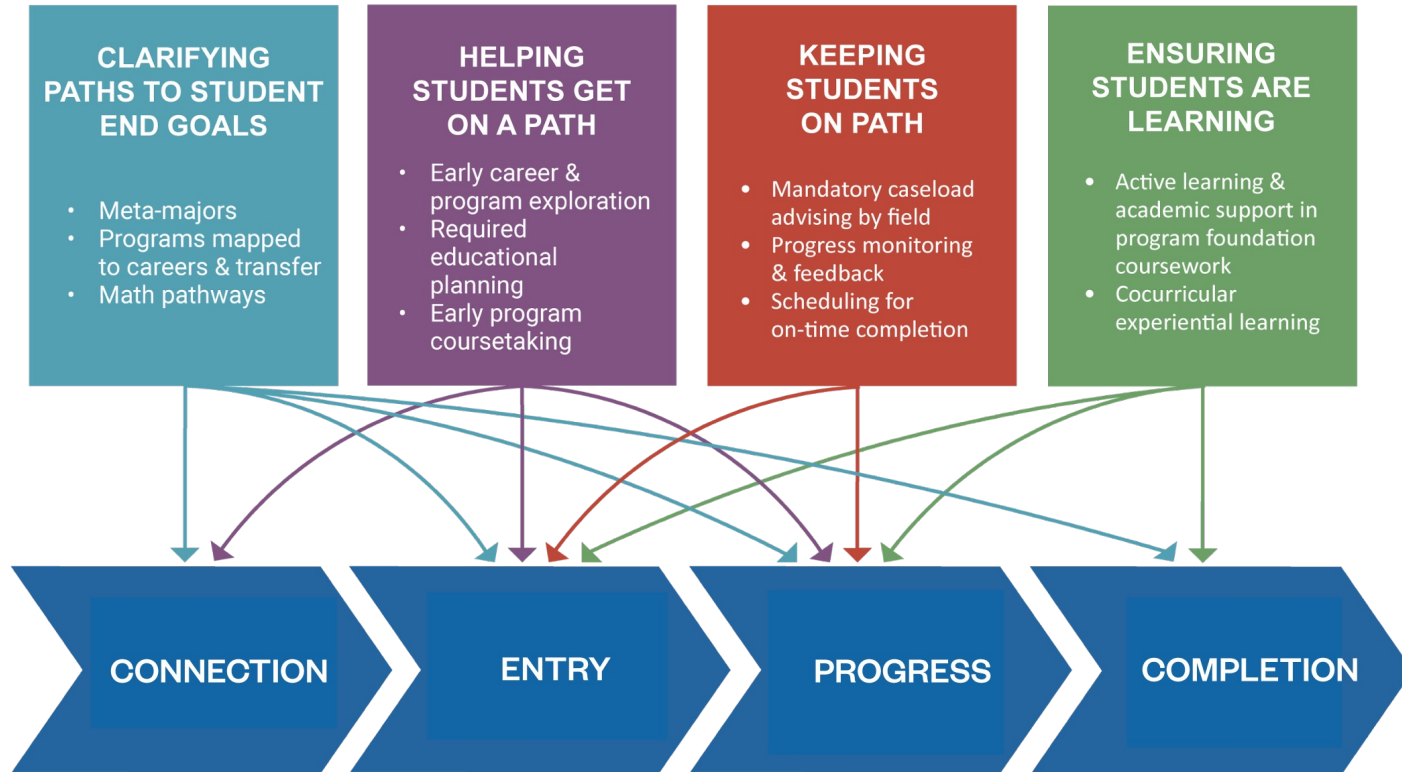 CLARIFYING
PATHS TO STUDENT
END GOALS
• Meta-majors
• Programs mapped
to careers & transfer
• Math pathways
HELPING
STUDENTS GET
ON A PATH
• Early career &
program exploration
• Required
educational
planning
• Early program
coursetaking
KEEPING
STUDENTS
ON PATH
• Mandatory caseload
advising by field
• Progress monitoring
& feedback
• Scheduling for
on-time completion
ENSURING
STUDENTS ARE
LEARNING
• Active learning &
academic support in
program foundation
coursework
• Cocurricular
experiential learning
CONNECTION
ENTRY
PROGRESS
COMPLETION